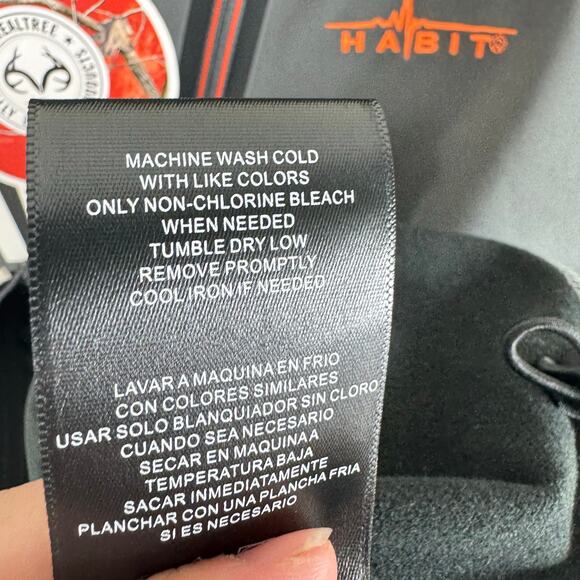 REALTREE
HABIT
MACHINE WASH COLD
WITH LIKE COLORS
ONLY NON-CHLORINE BLEACH
WHEN NEEDED
TUMBLE DRY LOW
REMOVE PROMPTLY
COOL IRON IF NEEDED
LAVAR A MAQUINA EN FRIO
CON COLORES SIMILARES
USAR SOLO BLANQUIADOR SIN CLORO
CUANDO SEA NECESARIO
SECAR EN MAQUINA A
TEMPERATURA BAJA
SACAR INMEDIATAMENTE
PLANCHAR CON UNA PLANCHA FRIA
SI ES NECESARIO